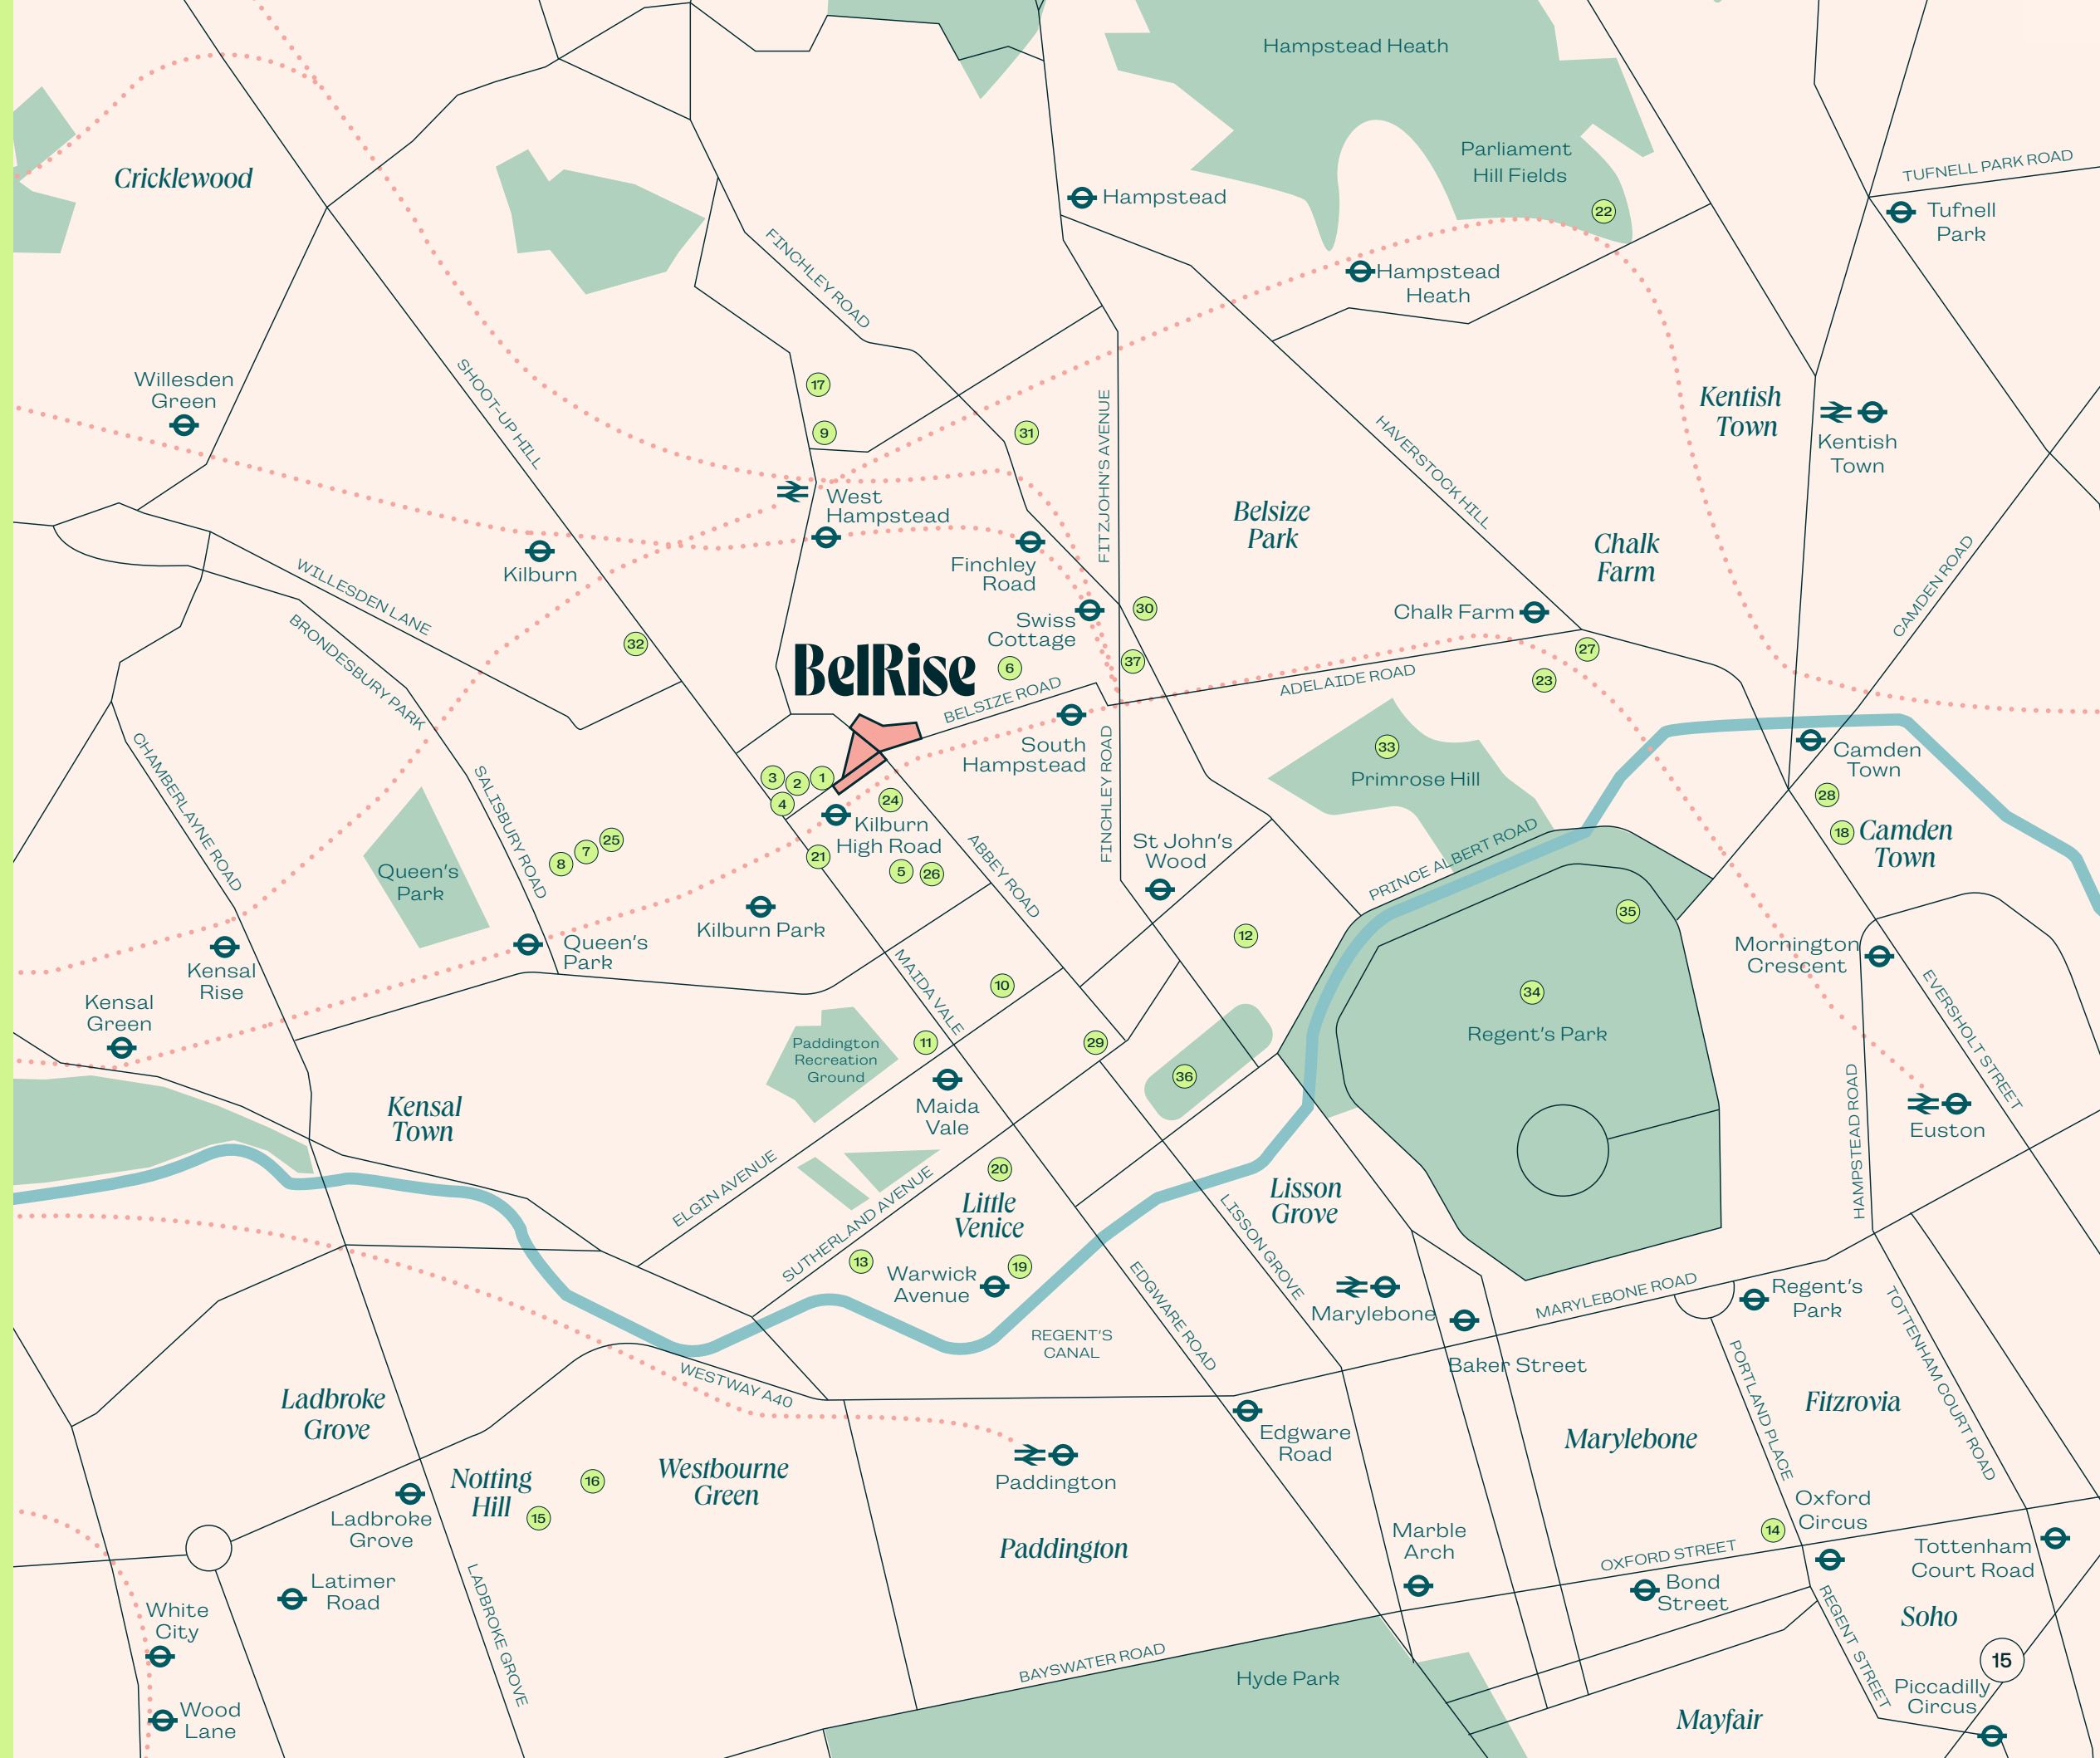 Hampstead Heath
Parliament
Hill Fields
22
Cricklewood
TUFNELL PARK ROAD
Hampstead
Tufnell
Park
FINCHLEY ROAD
Hampstead
Heath
Willesden
Green
SHOOT-UP HILL
17
9
31
FITZJOHN'S AVENUE
HAVERSTOCK HILL
Kentish
Town
Kentish
Town
West
Hampstead
Belsize
Park
Chalk
Farm
Kilburn
Finchley
Road
CAMDEN ROAD
WILLESDEN LANE
BRONDESBURY PARK
32
Swiss
Cottage
30
Chalk Farm
27
BelRise
6
37
23
BELSIZE ROAD
ADELAIDE ROAD
CHAMBERLAYNE ROAD
SALISBURY ROAD
South
Hampstead
FINCHLEY ROAD
33
Primrose Hill
Camden
Town
3
2
1
4
24
28
18
Camden
Town
Kilburn
High Road
ABBEY ROAD
St John's
Wood
PRINCE ALBERT ROAD
8
7
25
21
5
26
Queen's
Park
35
Kilburn Park
12
Queen's
Park
Mornington
Crescent
Kensal
Rise
MAIDA VALE
10
34
EVERSHOLT STREET
Kensal
Green
Paddington
Recreation
Ground
11
29
Regent's Park
36
HAMPSTEAD ROAD
Kensal
Town
Maida
Vale
Euston
ELGIN AVENUE
20
SUTHERLAND AVENUE
Little
Venice
LISSON GROVE
Lisson
Grove
13
Warwick
Avenue
19
EDGWARE ROAD
Marylebone
MARYLEBONE ROAD
Regent's
Park
TOTTENHAM COURT ROAD
REGENT'S
CANAL
Baker Street
PORTLAND PLACE
WESTWAY A40
Ladbroke
Grove
Fitzrovia
Edgware
Road
Marylebone
Notting
Hill
16
15
Westbourne
Green
Paddington
Ladbroke
Grove
Oxford
Circus
14
Paddington
Marble
Arch
OXFORD STREET
Tottenham
Court Road
LADBROKE GROVE
Latimer
Road
Bond
Street
REGENT STREET
White
City
Soho
15
BAYSWATER ROAD
Hyde Park
Piccadilly
Circus
Wood
Lane
Mayfair